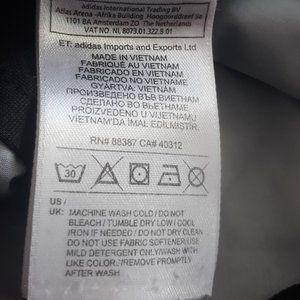 adidas International Trading BV
Atlas Arena -Afrika Building Hoogoorddreef 9a
1101 BA Amsterdam ZO The Netherlands
VAT NO. NL 8073.01.322.B.01
ET: adidas Imports and Exports Ltd
MADE IN VIETNAM
FABRIQUÉ AU VIETNAM
FABRICADO EN VIETNAM
FABRICADO NO VIETNAME
GYÁRTVA: VIETNAM
ПРОИЗВЕДЕНО ВЪВ ВИЕТНАМ
СДЕЛАНО ВО ВЬЕТНАМЕ
PROIZVEDENO U VIJETNAMU
VIETNAM'DA İMAL EDİLMİŞTİR.
RN# 88387 CA# 40312
30
US /
UK: MACHINE WASH COLD / DO NOT
BLEACH / TUMBLE DRY LOW / COOL
IRON IF NEEDED / DO NOT DRY CLEAN
DO NOT USE FABRIC SOFTENER/USE
MILD DETERGENT ONLY/WASH WITH
LIKE COLOR../REMOVE PROMPTLY
AFTER WASH